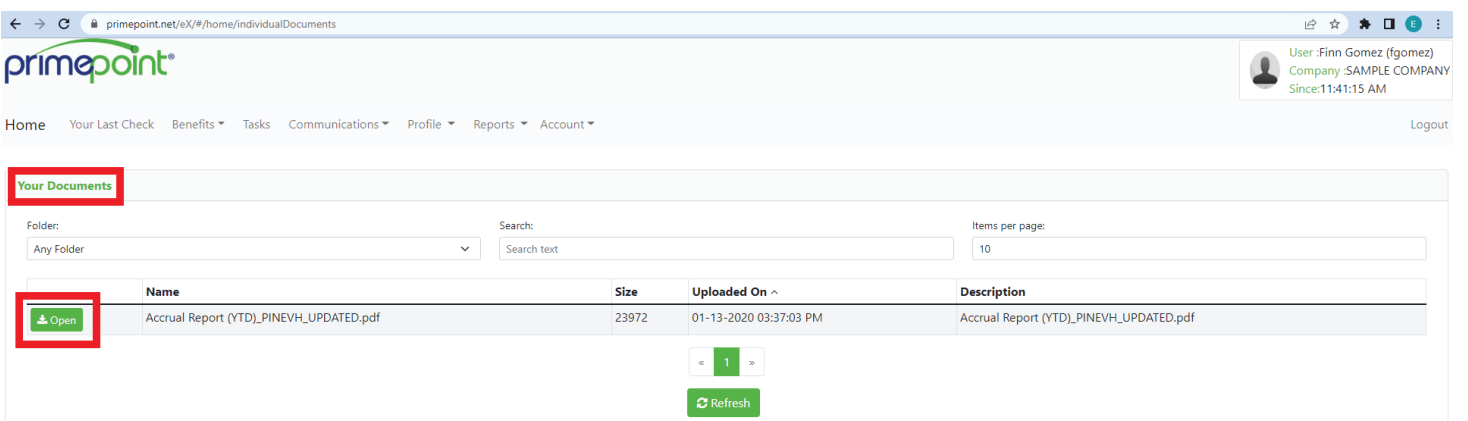 primepoint.net/eX/#/home/individualDocuments
E
primepoint®
User :Finn Gomez (fgomez)
Company :SAMPLE COMPANY
Since:11:41:15 AM
Home Your Last Check Benefits Tasks Communications Profile Reports Account Logout
Your Documents
Folder: Search: Items per page:
Any Folder Search text 10
Name Size Uploaded On Description
Open Accrual Report (YTD)_PINEVH_UPDATED.pdf 23972 01-13-2020 03:37:03 PM Accrual Report (YTD)_PINEVH_UPDATED.pdf
« 1 »
Refresh